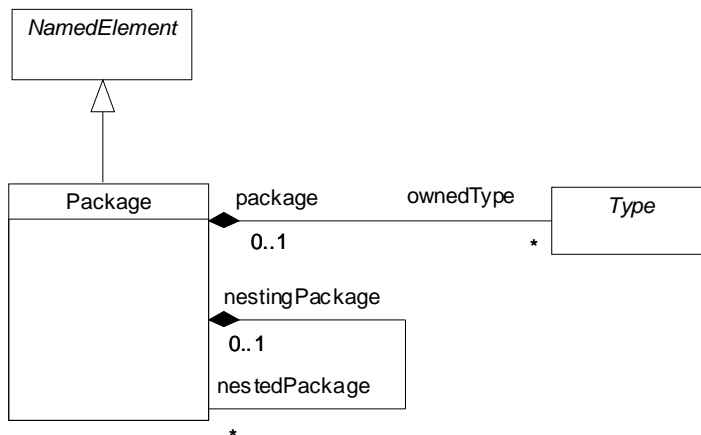 NamedElement
Package
package
ownedType
Type
0..1
*
nestingPackage
0..1
nestedPackage
*